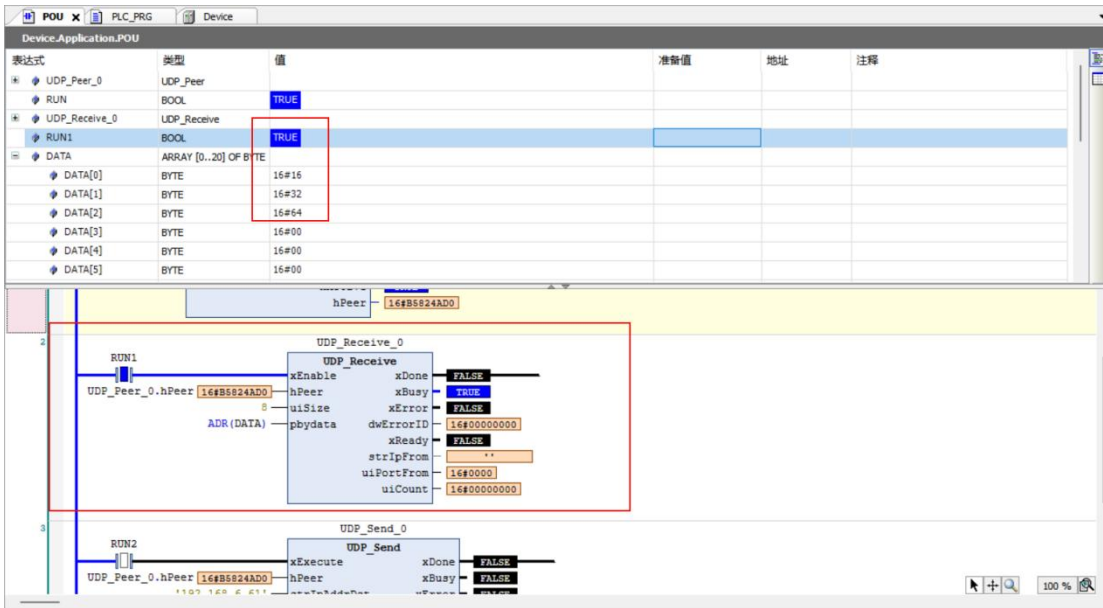 POU PLC_PRG Device
Device.Application.POU
表达式 类型 值 准备值 地址 注释
UDP_Peer_0 UDP_Peer
RUN BOOL TRUE
UDP_Receive_0 UDP_Receive
RUN1 BOOL TRUE
DATA ARRAY [0..20] OF BYTE
DATA[0] BYTE 16#16
DATA[1] BYTE 16#32
DATA[2] BYTE 16#64
DATA[3] BYTE 16#00
DATA[4] BYTE 16#00
DATA[5] BYTE 16#00
hPeer 16#B5824AD0
2 UDP_Receive_0
RUN1 UDP_Receive
xEnable xDone FALSE
UDP_Peer_0.hPeer 16#B5824AD0 hPeer xBusy TRUE
8 uiSize xError FALSE
ADR(DATA) pbydata dwErrorID 16#00000000
xReady FALSE
strIpFrom ''
uiPortFrom 16#0000
uiCount 16#00000000
3 UDP_Send_0
RUN2 UDP_Send
xExecute xDone FALSE
UDP_Peer_0.hPeer 16#B5824AD0 hPeer xBusy FALSE
100 %